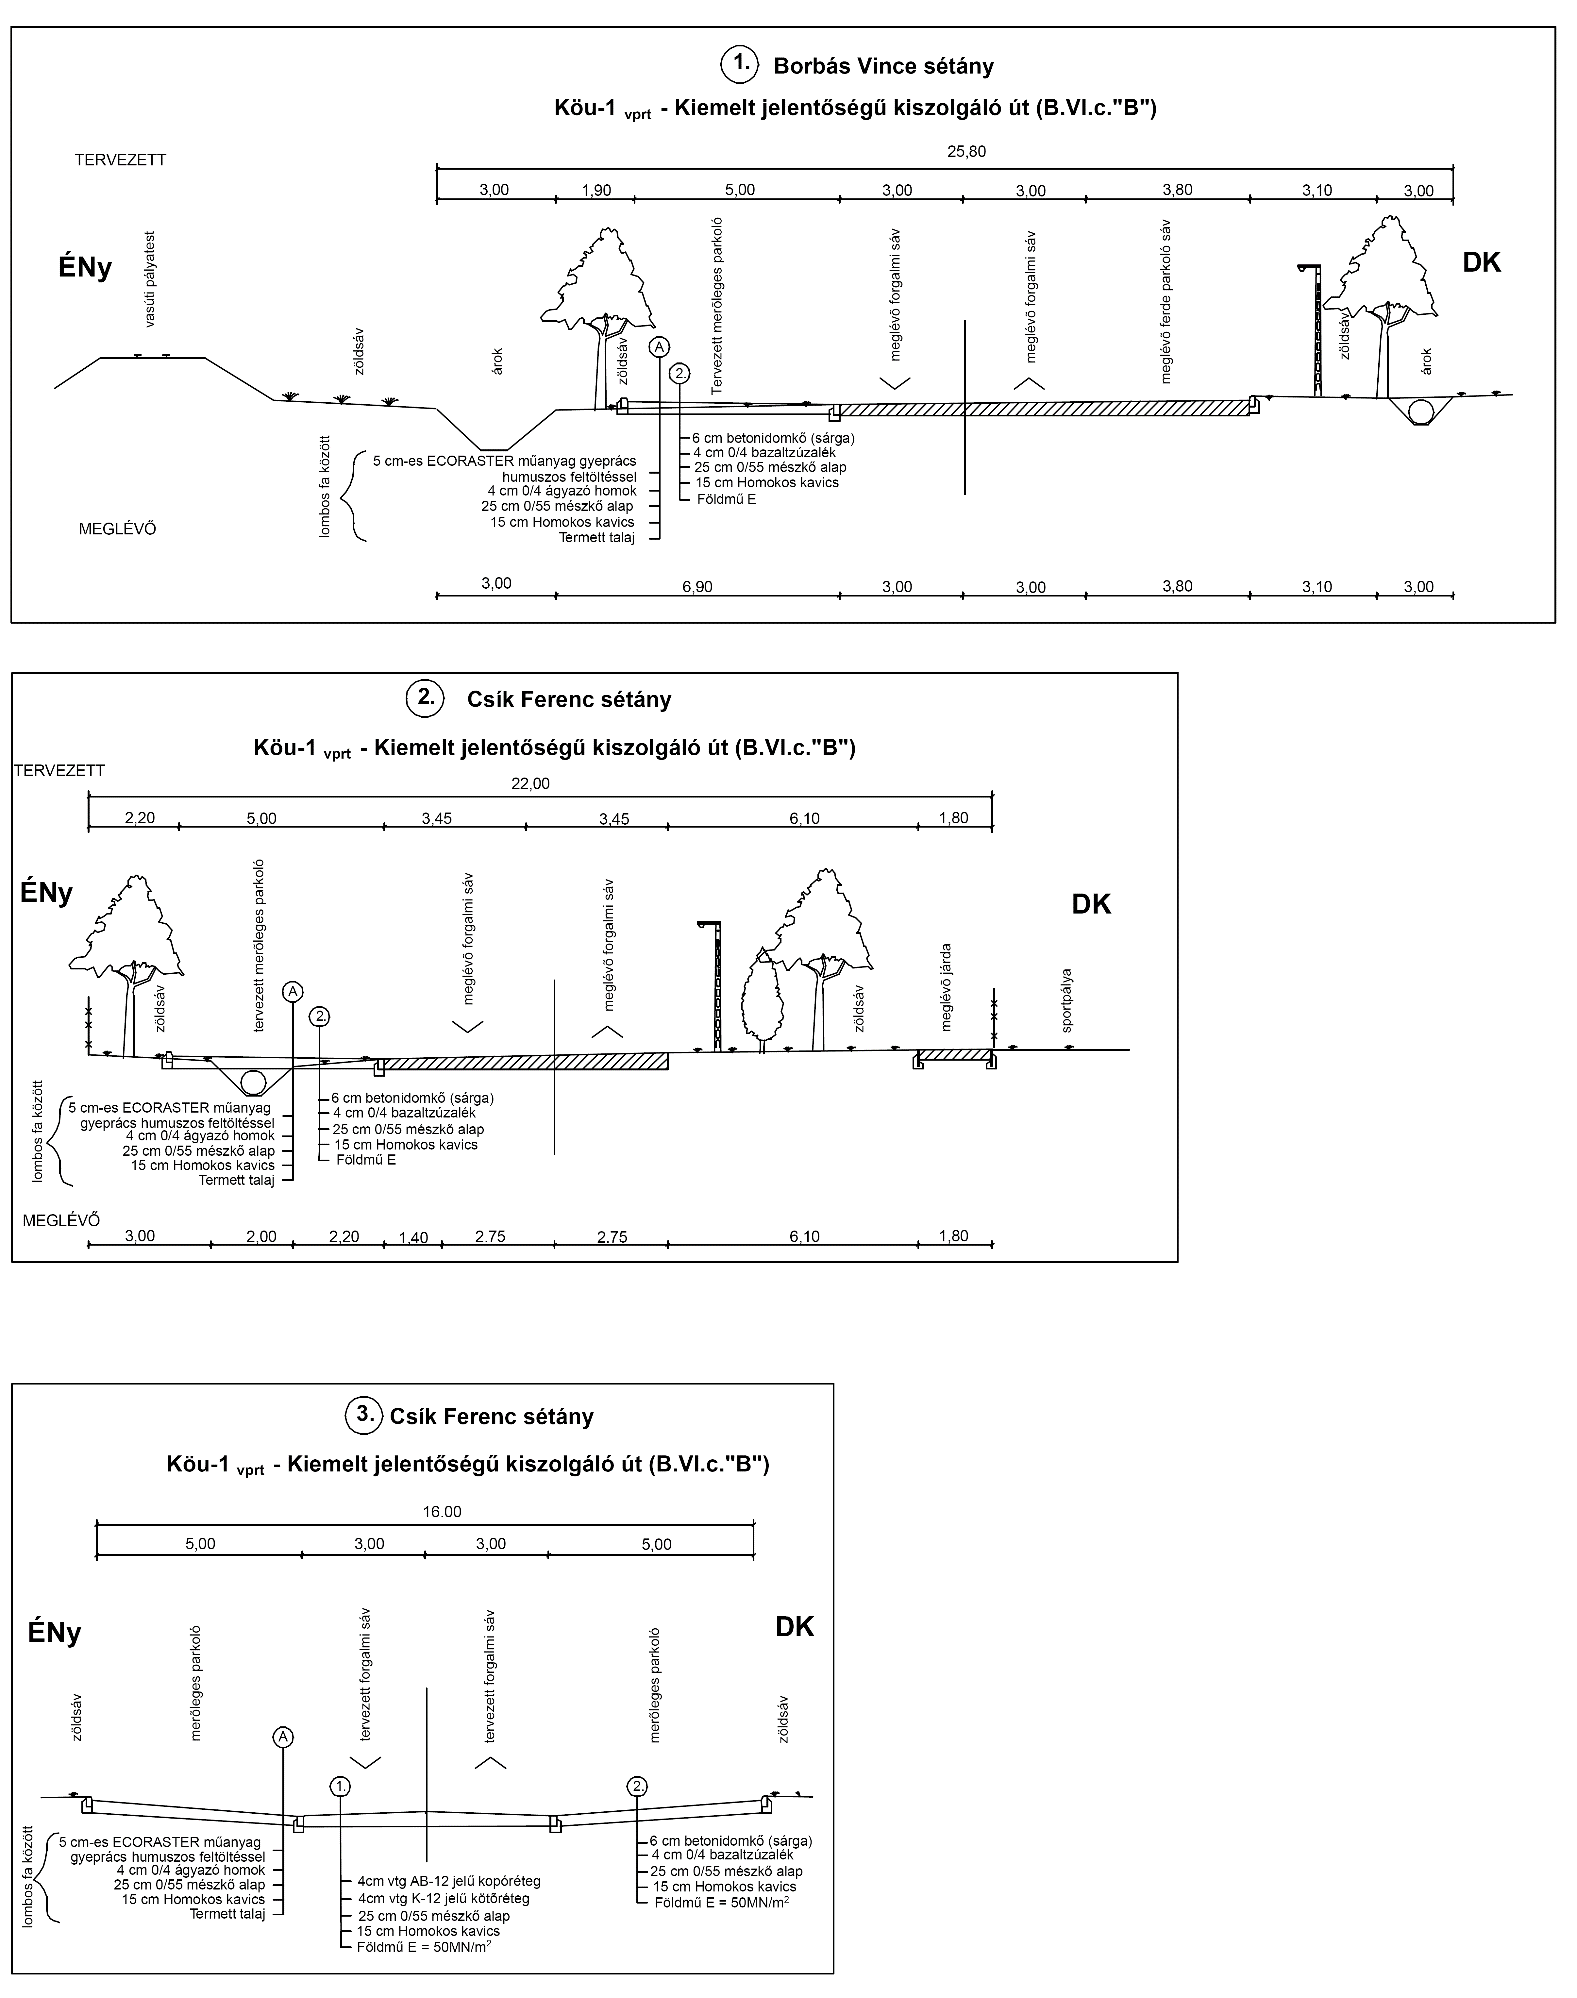 1. Borbás Vince sétány
Köu-1 vprt - Kiemelt jelentőségű kiszolgáló út (B.VI.c."B")
TERVEZETT
25,80
3,00 1,90 5,00 3,00 3,00 3,80 3,10 3,00
ÉNy
DK
vasúti pályatest
zöldsáv
árok
zöldsáv
Tervezett merőleges parkoló
meglévő forgalmi sáv
meglévő forgalmi sáv
meglévő ferde parkoló sáv
zöldsáv
árok
A
2.
lombos fa között
5 cm-es ECORASTER műanyag gyeprács
humuszos feltöltéssel
4 cm 0/4 ágyazó homok
25 cm 0/55 mészkő alap
15 cm Homokos kavics
Termett talaj
6 cm betonidomkő (sárga)
4 cm 0/4 bazaltzúzalék
25 cm 0/55 mészkő alap
15 cm Homokos kavics
Földmű E
MEGLÉVŐ
3,00 6,90 3,00 3,00 3,80 3,10 3,00
2. Csík Ferenc sétány
Köu-1 vprt - Kiemelt jelentőségű kiszolgáló út (B.VI.c."B")
TERVEZETT
22,00
2,20 5,00 3,45 3,45 6,10 1,80
ÉNy
DK
zöldsáv
tervezett merőleges parkoló
meglévő forgalmi sáv
meglévő forgalmi sáv
zöldsáv
meglévő járda
sportpálya
A
2.
lombos fa között
5 cm-es ECORASTER műanyag
gyeprács humuszos feltöltéssel
4 cm 0/4 ágyazó homok
25 cm 0/55 mészkő alap
15 cm Homokos kavics
Termett talaj
6 cm betonidomkő (sárga)
4 cm 0/4 bazaltzúzalék
25 cm 0/55 mészkő alap
15 cm Homokos kavics
Földmű E
MEGLÉVŐ
3,00 2,00 2,20 1,40 2.75 2.75 6,10 1,80
3. Csík Ferenc sétány
Köu-1 vprt - Kiemelt jelentőségű kiszolgáló út (B.VI.c."B")
16.00
5,00 3,00 3,00 5,00
ÉNy
DK
zöldsáv
merőleges parkoló
tervezett forgalmi sáv
tervezett forgalmi sáv
merőleges parkoló
zöldsáv
A
1.
2.
lombos fa között
5 cm-es ECORASTER műanyag
gyeprács humuszos feltöltéssel
4 cm 0/4 ágyazó homok
25 cm 0/55 mészkő alap
15 cm Homokos kavics
Termett talaj
4cm vtg AB-12 jelű kopóréteg
4cm vtg K-12 jelű kötőréteg
25 cm 0/55 mészkő alap
15 cm Homokos kavics
Földmű E = 50MN/m²
6 cm betonidomkő (sárga)
4 cm 0/4 bazaltzúzalék
25 cm 0/55 mészkő alap
15 cm Homokos kavics
Földmű E = 50MN/m²